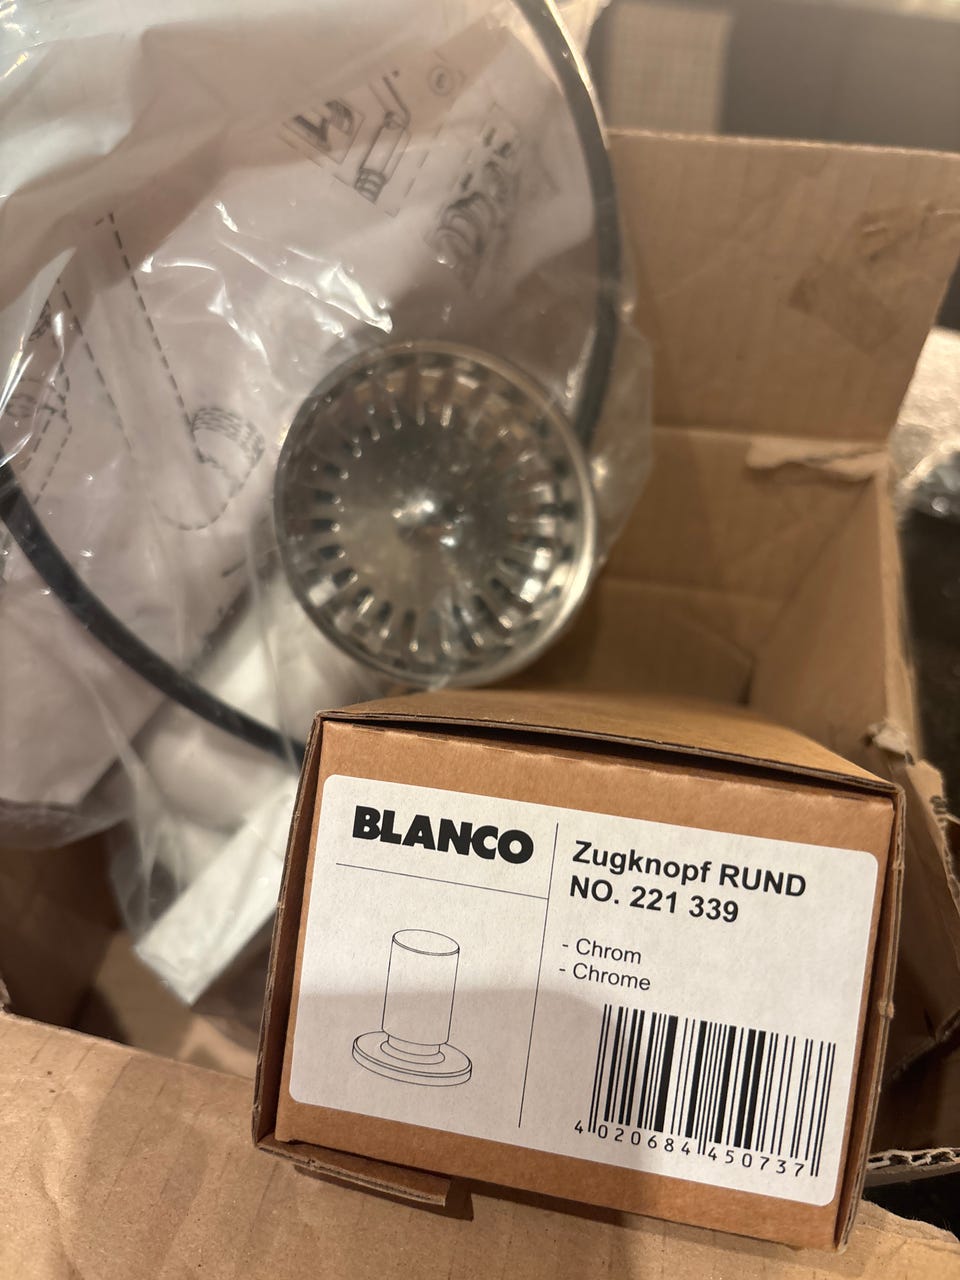 BLANCO
Zugknopf RUND
NO. 221 339
- Chrom
- Chrome
4 020684 450737